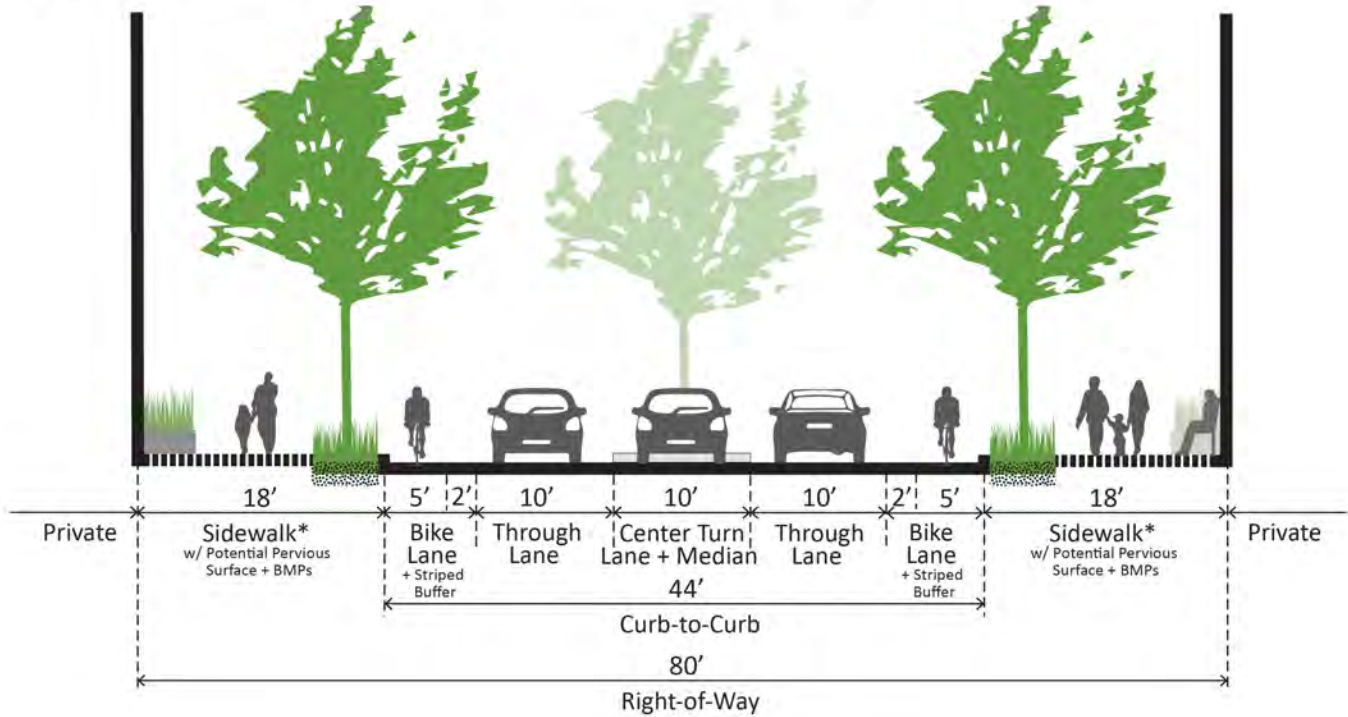 18’ 5’ 2’ 10’ 10’ 10’ 2’ 5’ 18’
Private
Sidewalk*
w/ Potential Pervious
Surface + BMPs
Bike
Lane
+ Striped
Buffer
Through
Lane
Center Turn
Lane + Median
Through
Lane
Bike
Lane
+ Striped
Buffer
Sidewalk*
w/ Potential Pervious
Surface + BMPs
Private
44’
Curb-to-Curb
80’
Right-of-Way